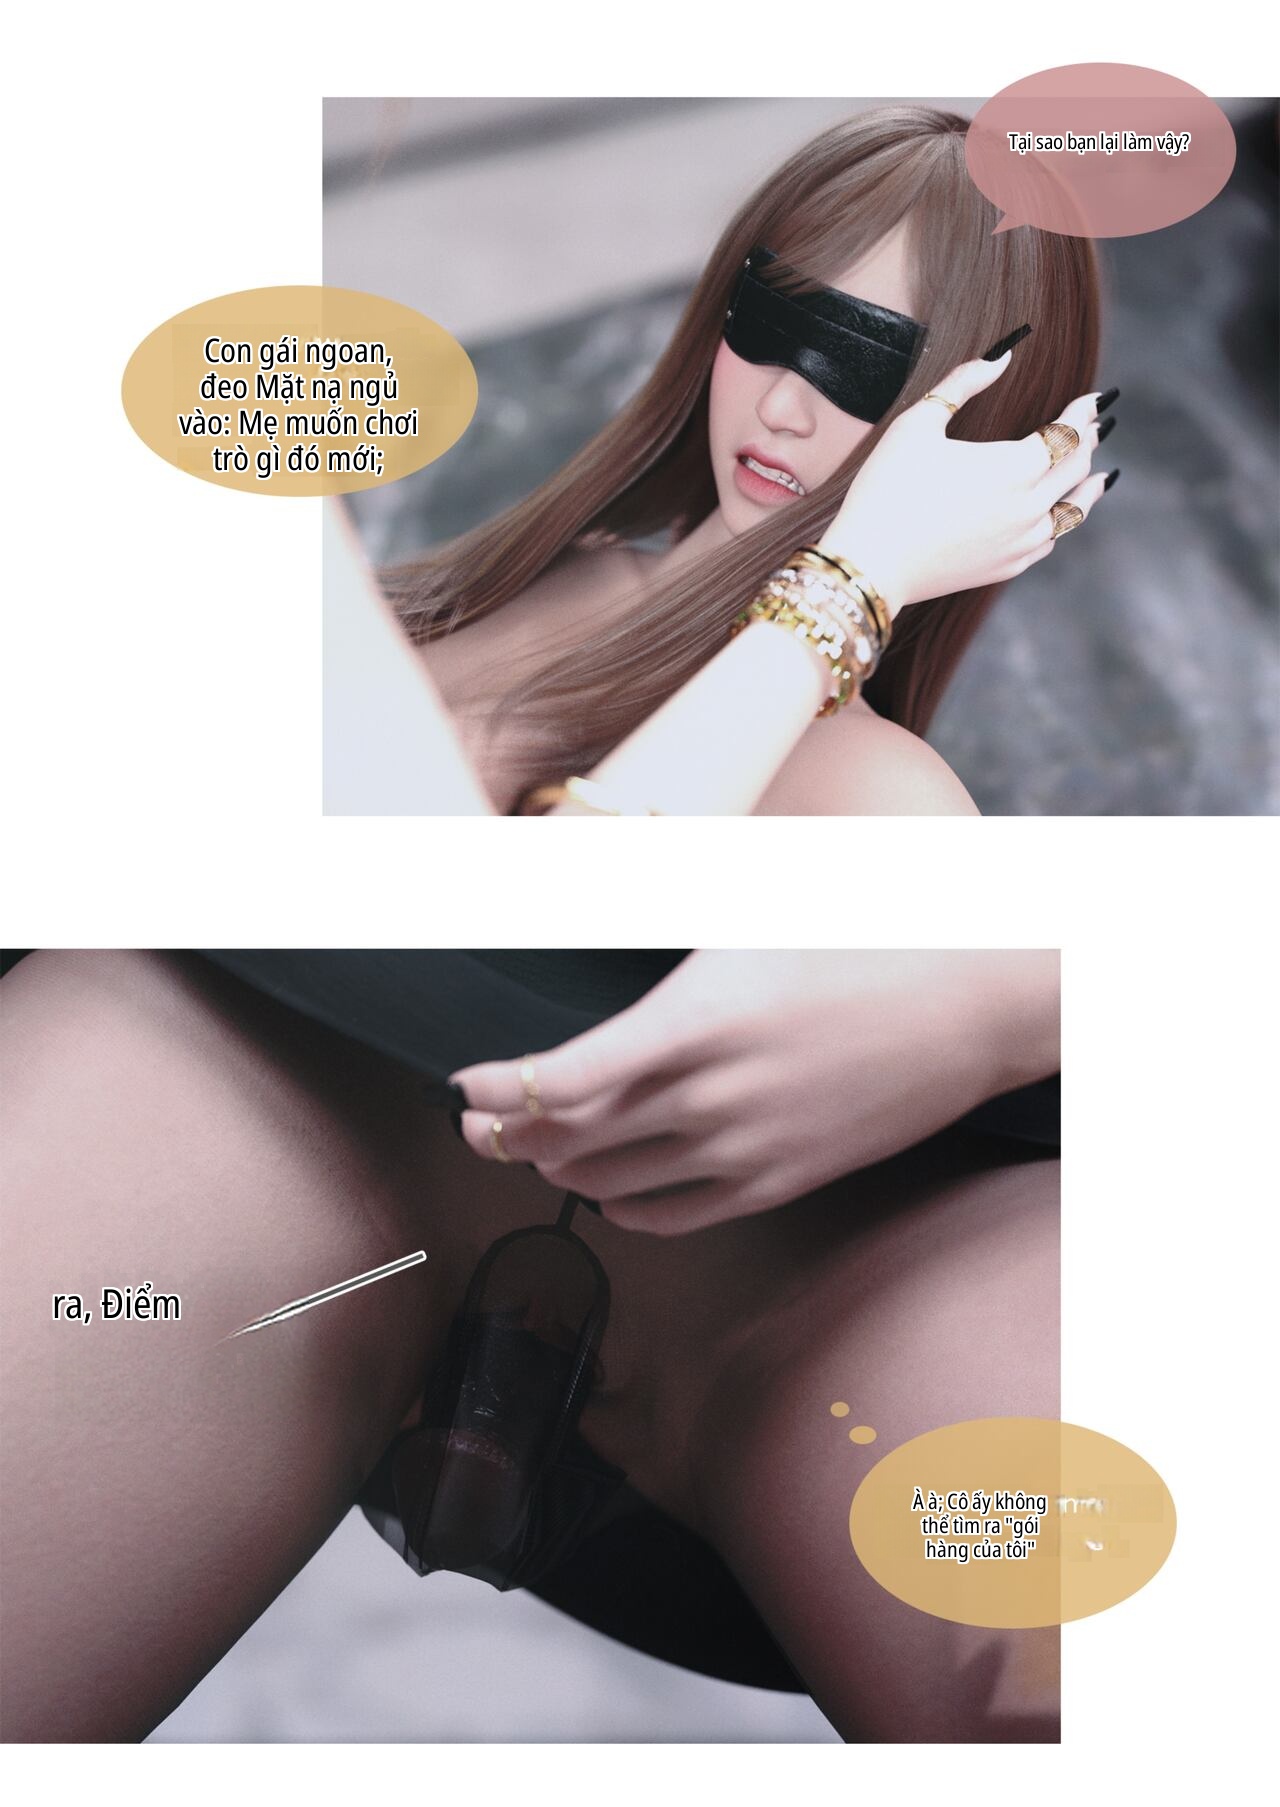 Tại sao bạn lại làm vậy?
Con gái ngoan,
đeo Mặt nạ ngủ
vào: Mẹ muốn chơi
trò gì đó mới;
ra, Điểm
À à; Cô ấy không
thể tìm ra "gói
hàng của tôi"